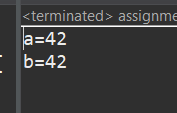 <terminated> assignme
a=42
b=42